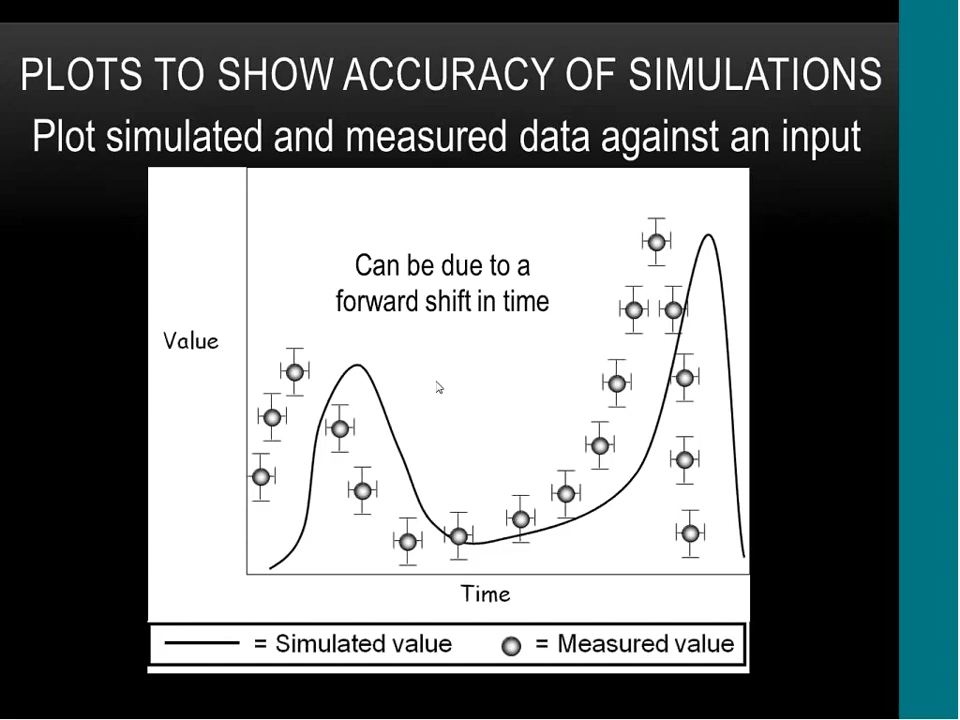 PLOTS TO SHOW ACCURACY OF SIMULATIONS
Plot simulated and measured data against an input
Can be due to a
forward shift in time
Value
Time
= Simulated value = Measured value